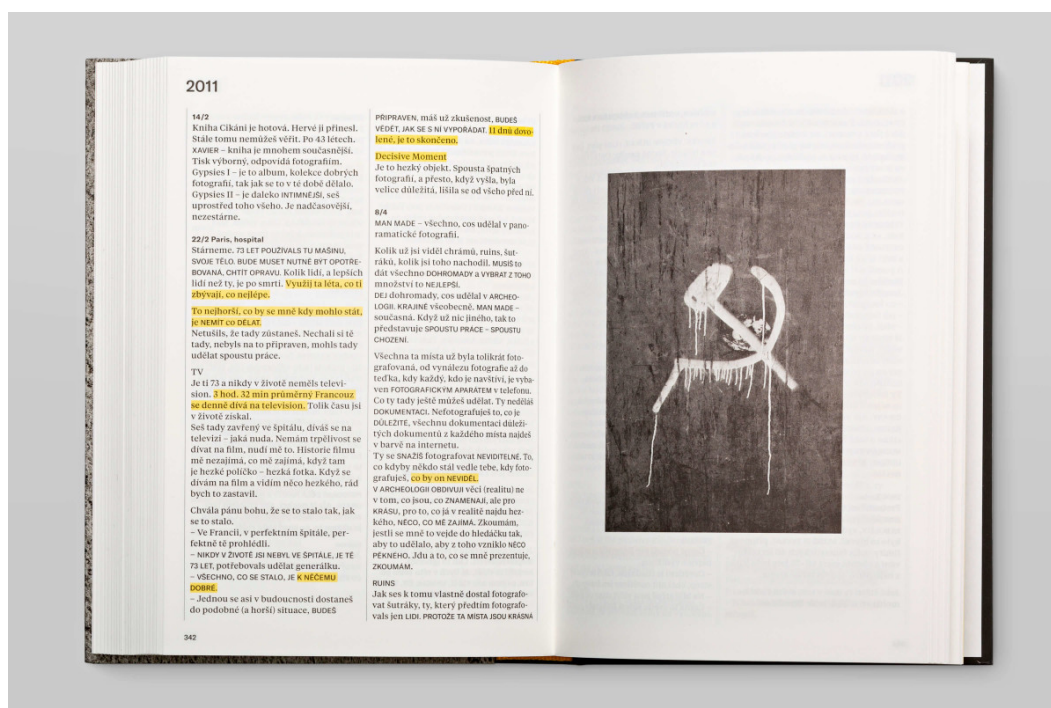 2011
14/2
Kniha Cikáni je hotová. Hervé ji přinesl.
Stále tomu nemůžeš věřit. Po 43 létech.
XAVIER – kniha je mnohem současnější.
Tisk výborný, odpovídá fotografiím.
Gypsies I – je to album, kolekce dobrých
fotografií, tak jak se to v té době dělalo.
Gypsies II – je daleko INTIMNĚJŠÍ, seš
uprostřed toho všeho. Je nadčasovější,
nezestárne.
22/2 Paris, hospital
Stárneme. 73 LET POUŽÍVALS TU MAŠINU,
SVOJE TĚLO. BUDE MUSET NUTNĚ BÝT OPOTŘE-
BOVANÁ, CHTÍT OPRAVU. Kolik lidí, a lepších
lidí než ty, je po smrti. Využij ta léta, co ti
zbývají, co nejlépe.
To nejhorší, co by se mně kdy mohlo stát,
je NEMÍT co DĚLAT.
Netušils, že tady zůstaneš. Nechali si tě
tady, nebyls na to připraven, mohls tady
udělat spoustu práce.
TV
Je ti 73 a nikdy v životě neměls televi-
sion. 3 hod. 32 min průměrný Francouz
se denně dívá na television. Tolik času jsi
v životě získal.
Seš tady zavřený ve špitálu, díváš se na
televizi – jaká nuda. Nemám trpělivost se
dívat na film, nudí mě to. Historie filmu
mě nezajímá, co mě zajímá, když tam
je hezké políčko – hezká fotka. Když se
dívám na film a vidím něco hezkého, rád
bych to zastavil.
Chvála pánu bohu, že se to stalo tak, jak
se to stalo.
– Ve Francii, v perfektním špitále, per-
fektně tě prohlédli.
– NIKDY V ŽIVOTĚ JSI NEBYL VE ŠPITÁLE, JE TĚ
73 LET, potřebovals udělat generálku.
– VŠECHNO, CO SE STALO, JE K NĚČEMU
DOBRÉ.
– Jednou se asi v budoucnosti dostaneš
do podobné (a horší) situace, BUDEŠ
342
PŘIPRAVEN, máš už zkušenost, BUDEŠ
VĚDĚT, JAK SE S NÍ VYPOŘÁDAT. 11 dnů dovo-
lené, je to skončeno.
Decisive Moment
Je to hezký objekt. Spousta špatných
fotografií, a přesto, když vyšla, byla
velice důležitá, lišila se od všeho před ní.
8/4
MAN MADE – všechno, cos udělal v pano-
ramatické fotografii.
Kolik už jsi viděl chrámů, ruins, šut-
ráků, kolik jsi toho nachodil. MUSÍŠ to
dát všechno DOHROMADY A VYBRAT Z TOHO
množství to NEJLEPŠÍ.
DEJ dohromady, cos udělal v ARCHEO-
LOGII. KRAJINĚ všeobecně. MAN MADE –
současná. Když už nic jiného, tak to
představuje SPOUSTU PRÁCE – SPOUSTU
CHOZENÍ.
Všechna ta místa už byla tolikrát foto-
grafovaná, od vynálezu fotografie až do
teďka, kdy každý, kdo je navštíví, je vyba-
ven FOTOGRAFICKÝM APARÁTEM v telefonu.
Co ty tady ještě můžeš udělat. Ty neděláš
DOKUMENTACI. Nefotografuješ to, co je
DŮLEŽITÉ, všechnu dokumentaci důleži-
tých dokumentů z každého místa najdeš
v barvě na internetu.
Ty se SNAŽÍŠ fotografovat NEVIDITELNÉ. To,
co kdyby někdo stál vedle tebe, kdy foto-
grafuješ, co by on NEVIDĚL.
V ARCHEOLOGII OBDIVUJI věci (realitu) ne
v tom, co jsou, co ZNAMENAJÍ, ale pro
KRÁSU, pro to, co já v realitě najdu hez-
kého, NĚCO, CO MĚ ZAJÍMÁ. Zkoumám,
jestli se mně to vejde do hledáčku tak,
aby to udělalo, aby z toho vzniklo NĚCO
PĚKNÉHO. Jdu a to, co se mně prezentuje,
ZKOUMÁM.
RUINS
Jak ses k tomu vlastně dostal fotografo-
vat šutráky, ty, který předtím fotografo-
vals jen LIDI. PROTOŽE TA MÍSTA JSOU KRÁSNÁ